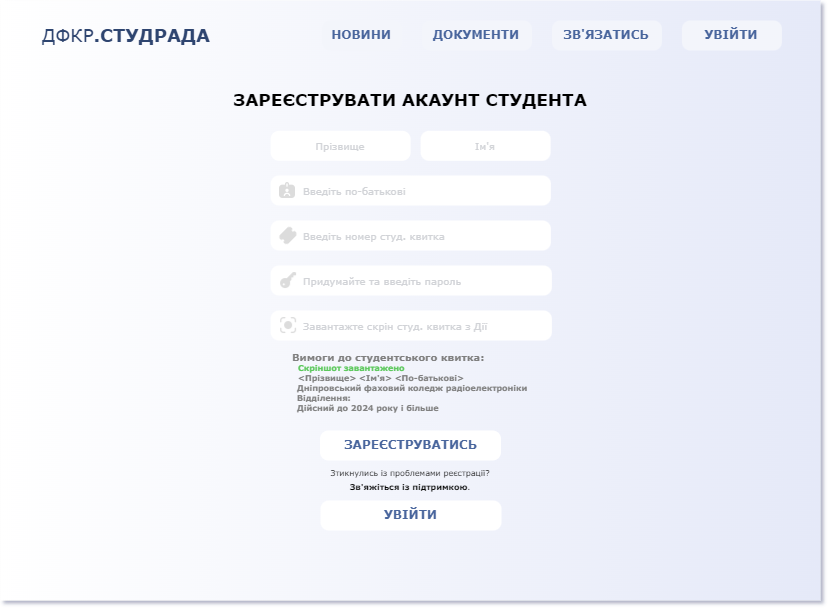 ДФКР.СТУДРАДА
НОВИНИ
ДОКУМЕНТИ
ЗВ'ЯЗАТИСЬ
УВІЙТИ
ЗАРЕЄСТРУВАТИ АКАУНТ СТУДЕНТА
Прізвище
Ім'я
Введіть по-батькові
Введіть номер студ. квитка
Придумайте та введіть пароль
Завантажте скрін студ. квитка з Дії
Вимоги до студентського квитка:
Скріншот завантажено
<Прізвище> <Ім'я> <По-батькові>
Дніпровський фаховий коледж радіоелектроніки
Відділення:
Дійсний до 2024 року і більше
ЗАРЕЄСТРУВАТИСЬ
Зтикнулись із проблемами реєстрації?
Зв'яжіться із підтримкою.
УВІЙТИ